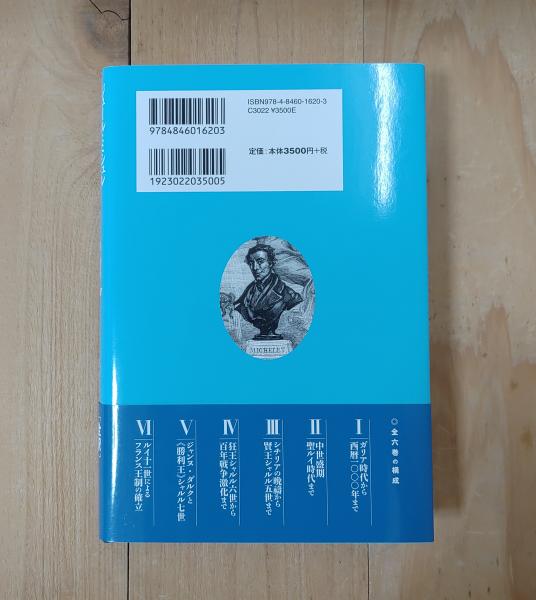 ISBN978-4-8460-1620-3
C3022 ¥3500E
9784846016203
定価：本体3500円+税
1923022035005
MICHELET
○全六巻の構成
I
ガリア時代から
西暦一〇〇〇年まで
II
中世盛期
聖ルイ時代まで
III
シチリアの晩禱から
賢王シャルル五世まで
IV
狂王シャルル六世から
百年戦争激化まで
V
ジャンヌ・ダルクと
《勝利王》シャルル七世
VI
ルイ十一世による
フランス王制の確立